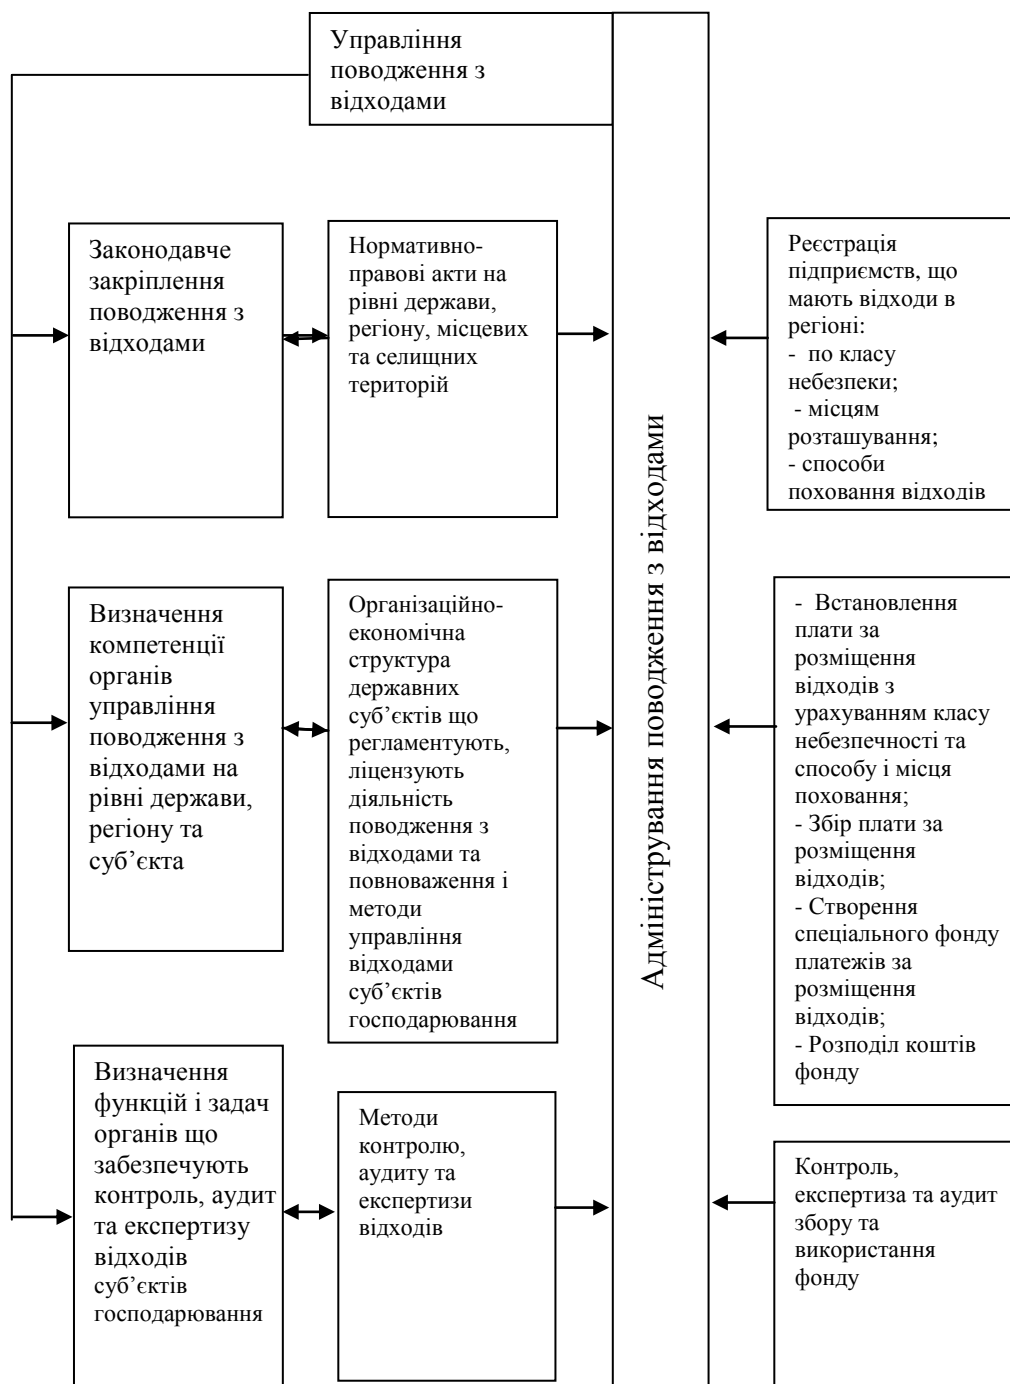 Управління
поводження з
відходами
Законодавче
закріплення
поводження з
відходами
Нормативно-
правові акти на
рівні держави,
регіону, місцевих
та селищних
територій
Адміністрування поводження з відходами
Реєстрація
підприємств, що
мають відходи в
регіоні:
- по класу
небезпеки;
- місцям
розташування;
- способи
поховання відходів
Визначення
компетенції
органів
управління
поводження з
відходами на
рівні держави,
регіону та
суб’єкта
Організаційно-
економічна
структура
державних
суб’єктів що
регламентують,
ліцензують
діяльність
поводження з
відходами та
повноваження і
методи
управління
відходами
суб’єктів
господарювання
- Встановлення
плати за
розміщення
відходів з
урахуванням класу
небезпечності та
способу і місця
поховання;
- Збір плати за
розміщення
відходів;
- Створення
спеціального фонду
платежів за
розміщення
відходів;
- Розподіл коштів
фонду
Визначення
функцій і задач
органів що
забезпечують
контроль, аудит
та експертизу
відходів
суб’єктів
господарювання
Методи
контролю,
аудиту та
експертизи
відходів
Контроль,
експертиза та аудит
збору та
використання
фонду